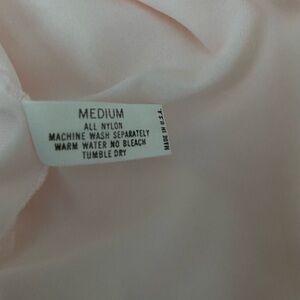 MEDIUM
ALL NYLON
MACHINE WASH SEPARATELY
WARM WATER NO BLEACH
TUMBLE DRY
MADE IN U.S.A.